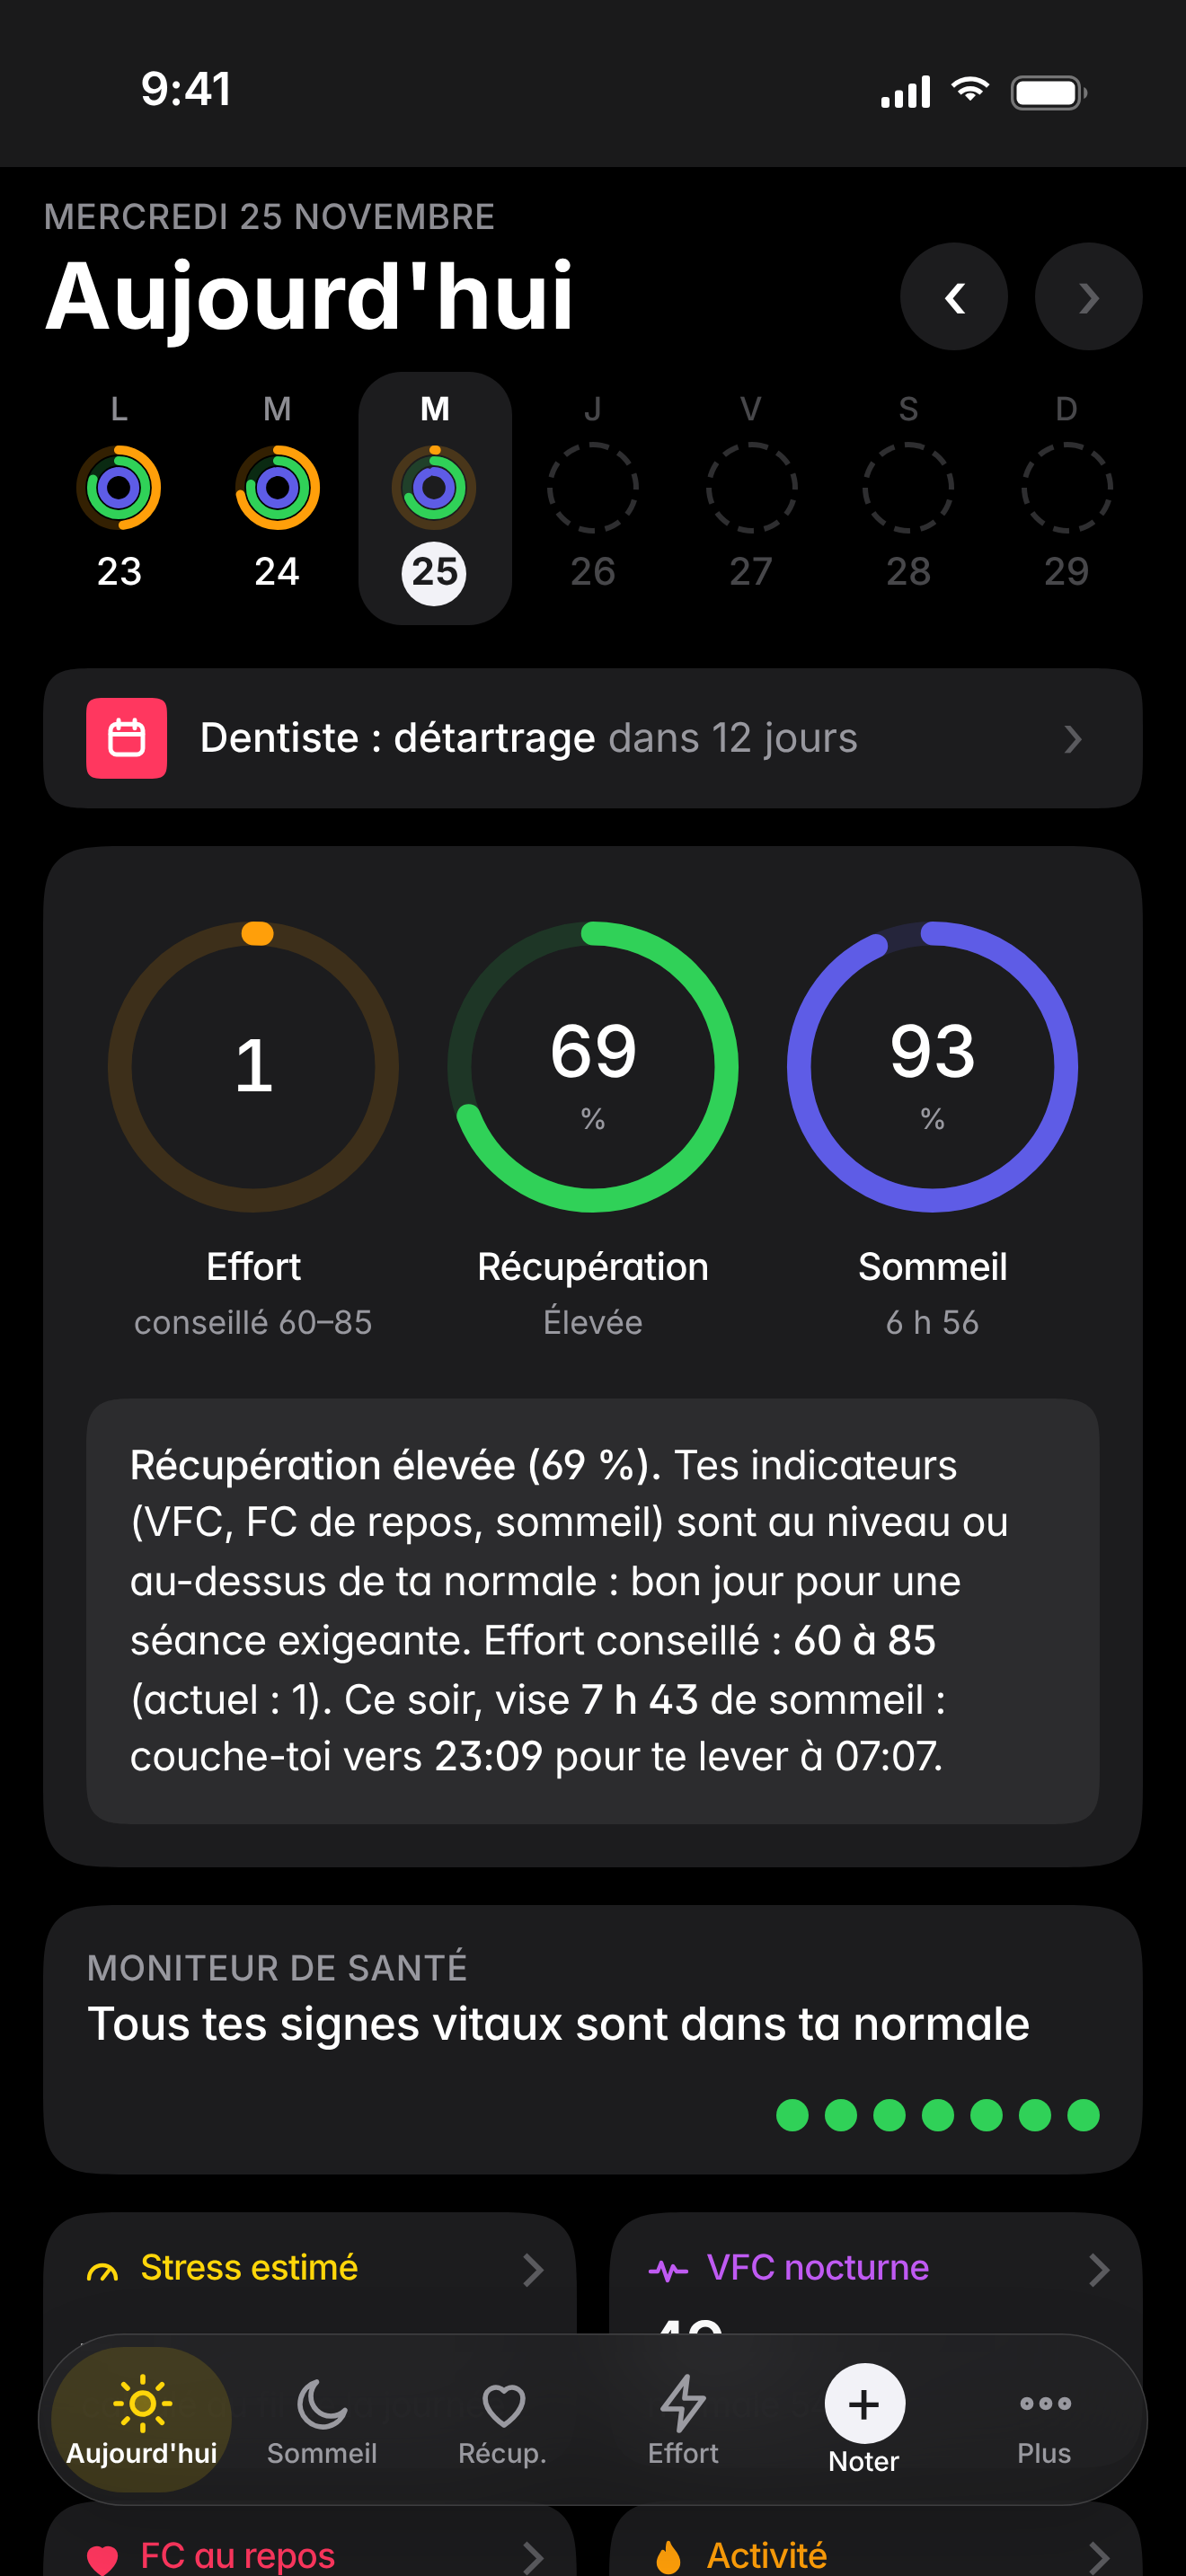 9:41
MERCREDI 25 NOVEMBRE
Aujourd'hui
L M M J V S D
23 24 25 26 27 28 29
Dentiste : détartrage dans 12 jours
1 69 93
% %
Effort Récupération Sommeil
conseillé 60–85 Élevée 6 h 56
Récupération élevée (69 %). Tes indicateurs
(VFC, FC de repos, sommeil) sont au niveau ou
au-dessus de ta normale : bon jour pour une
séance exigeante. Effort conseillé : 60 à 85
(actuel : 1). Ce soir, vise 7 h 43 de sommeil :
couche-toi vers 23:09 pour te lever à 07:07.
MONITEUR DE SANTÉ
Tous tes signes vitaux sont dans ta normale
Stress estimé VFC nocturne
Aujourd'hui Sommeil Récup. Effort Noter Plus
FC au repos Activité